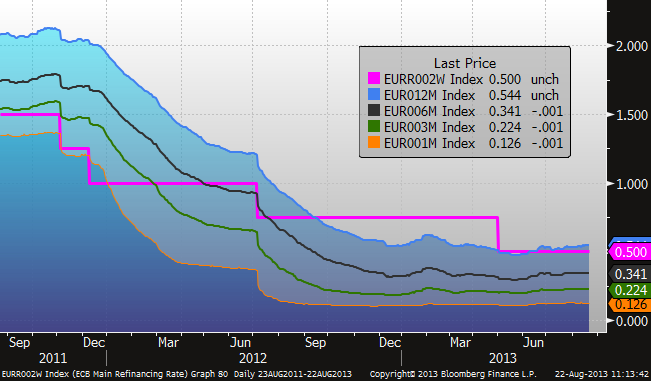 Last Price
EURR002W Index 0.500 unch
EUR012M Index 0.544 unch
EUR006M Index 0.341 -.001
EUR003M Index 0.224 -.001
EUR001M Index 0.126 -.001
2.000
1.500
1.000
0.500
0.341
0.224
0.126
0.000
Sep Dec Mar Jun Sep Dec Mar Jun
2011 2012 2013
EURR002W Index (ECB Main Refinancing Rate) Graph 80 Daily 23AUG2011-22AUG2013 Copyright© 2013 Bloomberg Finance L.P. 22-Aug-2013 11:13:42